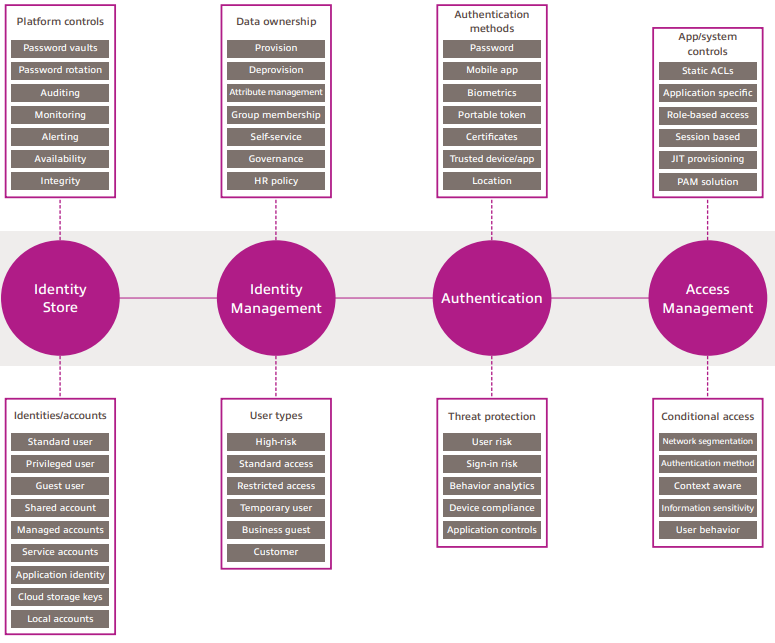 Platform controls
Password vaults
Password rotation
Auditing
Monitoring
Alerting
Availability
Integrity
Data ownership
Provision
Deprovision
Attribute management
Group membership
Self-service
Governance
HR policy
Authentication
methods
Password
Mobile app
Biometrics
Portable token
Certificates
Trusted device/app
Location
App/system
controls
Static ACLs
Application specific
Role-based access
Session based
JIT provisioning
PAM solution
Identity
Store
Identity
Management
Authentication
Access
Management
Identities/accounts
Standard user
Privileged user
Guest user
Shared account
Managed accounts
Service accounts
Application identity
Cloud storage keys
Local accounts
User types
High-risk
Standard access
Restricted access
Temporary user
Business guest
Customer
Threat protection
User risk
Sign-in risk
Behavior analytics
Device compliance
Application controls
Conditional access
Network segmentation
Authentication method
Context aware
Information sensitivity
User behavior